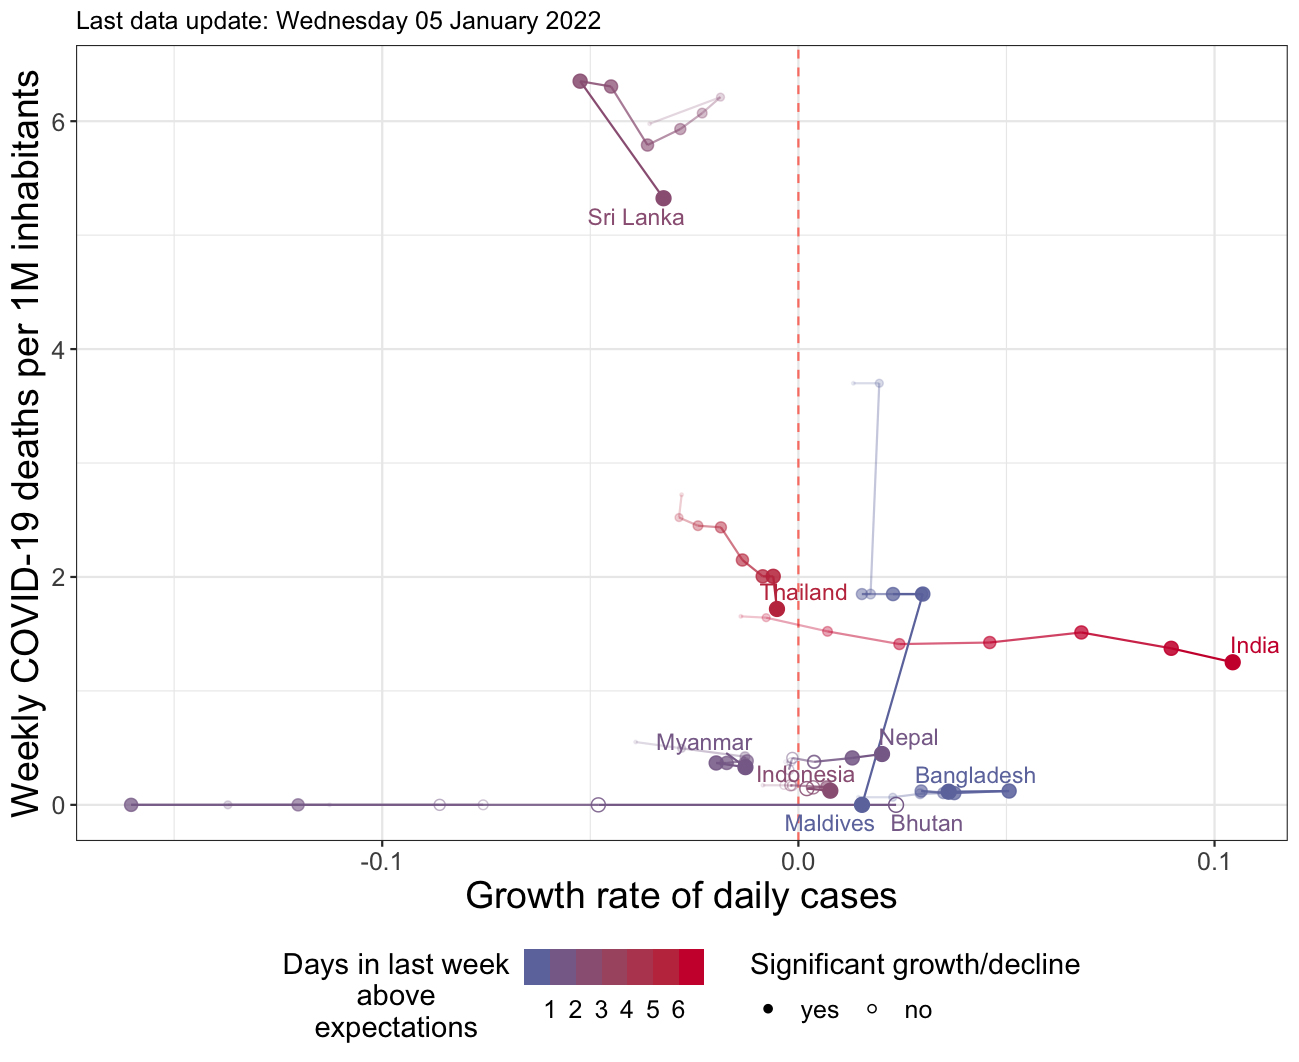 Last data update: Wednesday 05 January 2022
Weekly COVID-19 deaths per 1M inhabitants
6
4
2
0
Sri Lanka
Thailand
India
Myanmar
Nepal
Indonesia
Bangladesh
Maldives
Bhutan
-0.1
0.0
0.1
Growth rate of daily cases
Days in last week
above
expectations
1 2 3 4 5 6
Significant growth/decline
yes
no